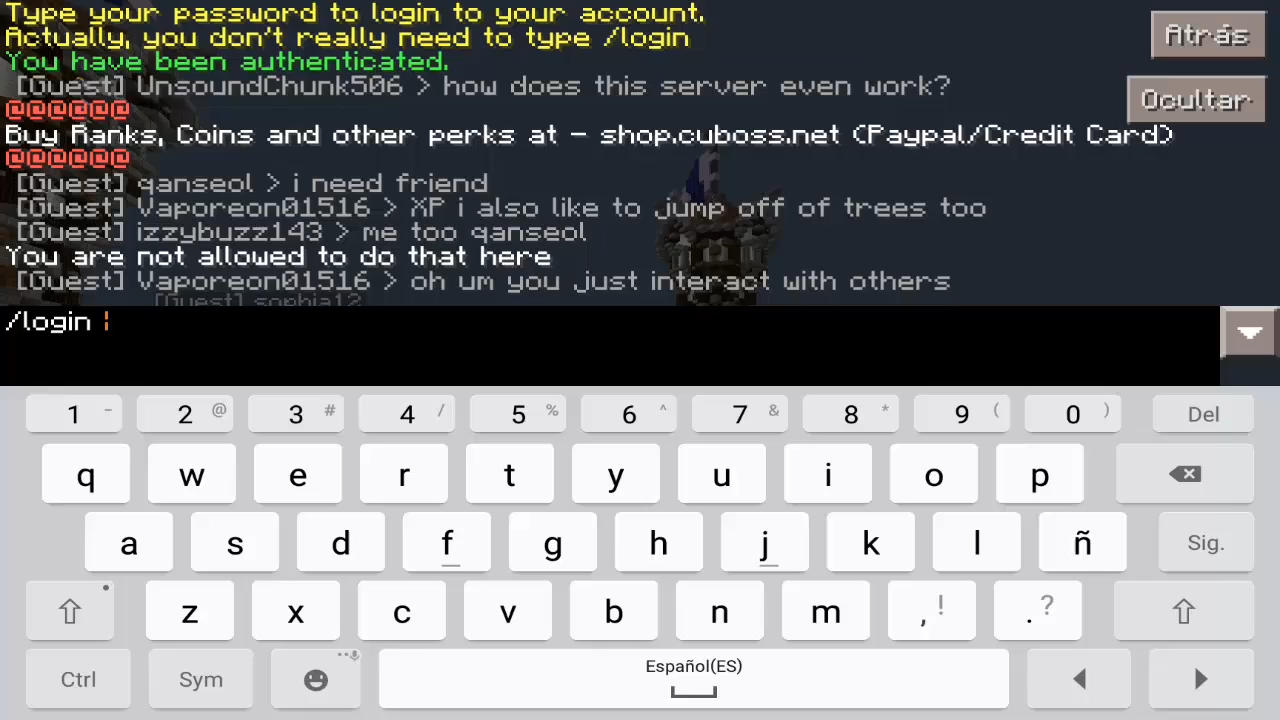 Type your password to login to your account.
Actually, you don't really need to type /login
You have been authenticated.
[Guest] UnsoundChunk506 > how does this server even work?
@@@@@@
Buy Ranks, Coins and other perks at - shop.cuboss.net (Paypal/Credit Card)
@@@@@@
[Guest] qanseol > i need friend
[Guest] Vaporeon01516 > XP i also like to jump off of trees too
[Guest] izzybuzz143 > me too qanseol
You are not allowed to do that here
[Guest] Vaporeon01516 > oh um you just interact with others
[Guest] sophia12
Atrás
Ocultar
/login
1 - 2 @ 3 # 4 / 5 % 6 ^ 7 & 8 * 9 ( 0 ) Del
q w e r t y u i o p
a s d f g h j k l ñ Sig.
z x c v b n m , ! . ?
Ctrl Sym Español(ES)